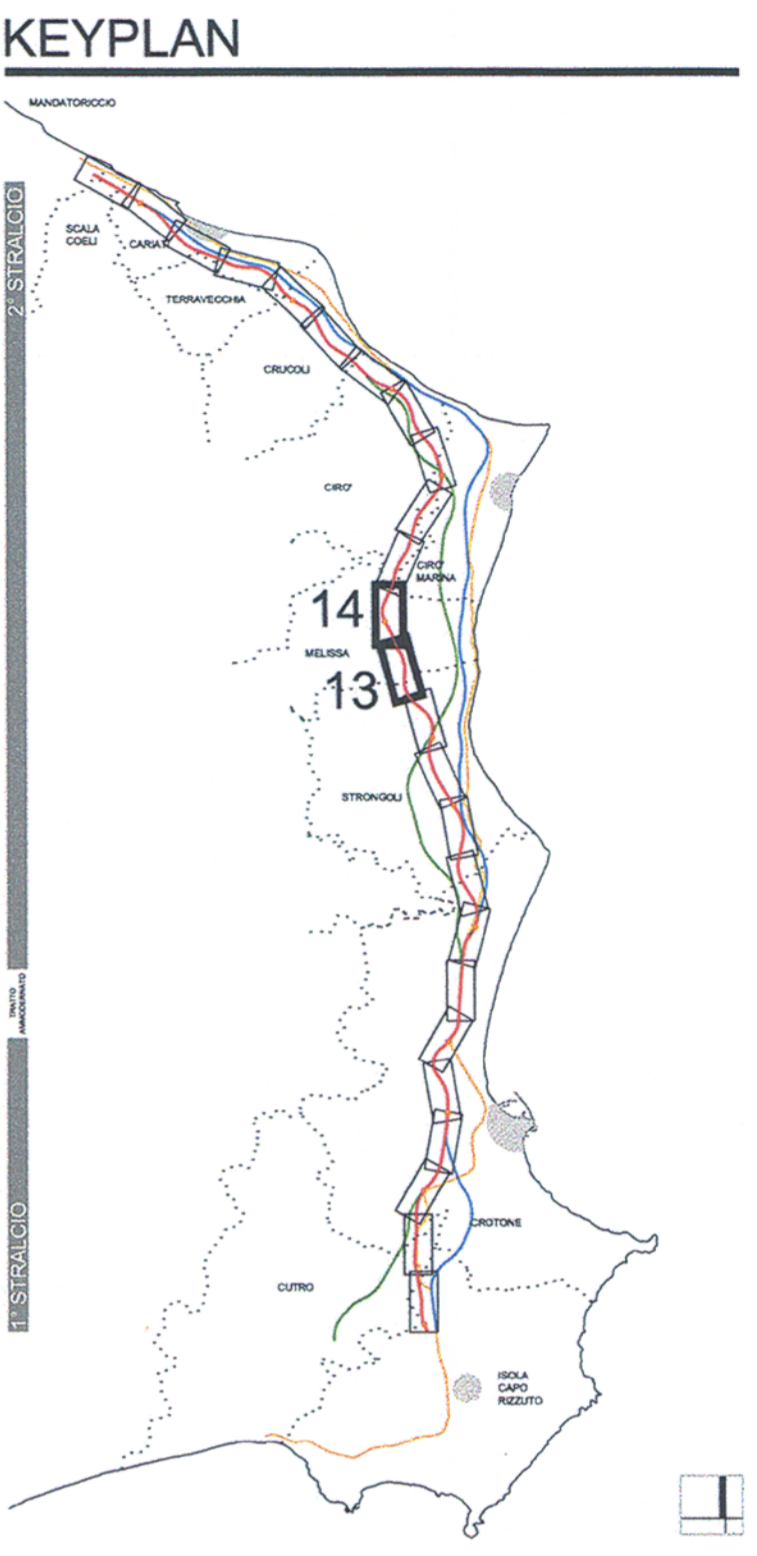 KEYPLAN
MANDATORICCIO
2° STRALCIO
SCALA
COELI
CARIATI
TERRAVECCHIA
CRUCOLI
CIRO'
CIRO'
MARINA
14
MELISSA
13
STRONGOLI
TRATTO
AMMODERNATO
1° STRALCIO
CROTONE
CUTRO
ISOLA
CAPO
RIZZUTO